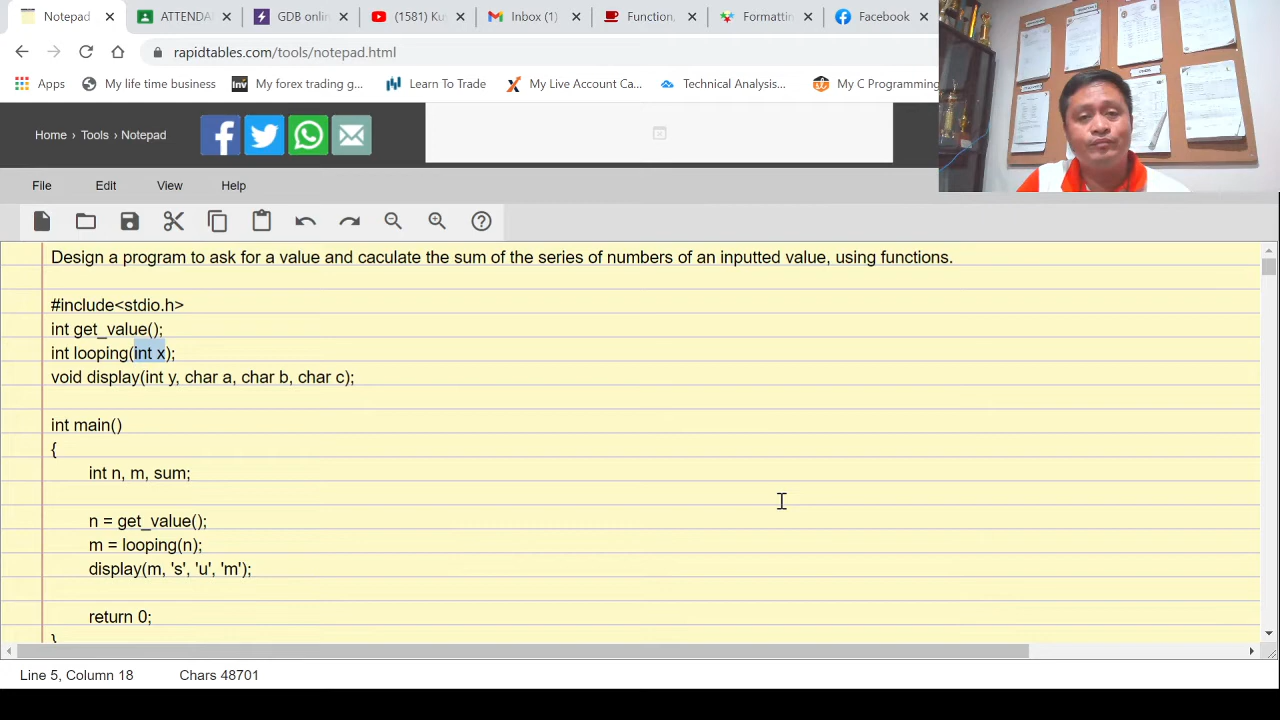 Notepad
ATTENDA
GDB onlin
(1581) Ku
Inbox (1)
Function,
Formattin
Facebook
rapidtables.com/tools/notepad.html
Apps
My life time business
My forex trading g...
Learn To Trade
My Live Account Ca...
Technical Analysis...
My C Programming
inv
Home › Tools › Notepad
File
Edit
View
Help
Design a program to ask for a value and caculate the sum of the series of numbers of an inputted value, using functions.
#include<stdio.h>
int get_value();
int looping(int x);
void display(int y, char a, char b, char c);
int main()
{
int n, m, sum;
n = get_value();
m = looping(n);
display(m, 's', 'u', 'm');
return 0;
}
Line 5, Column 18
Chars 48701